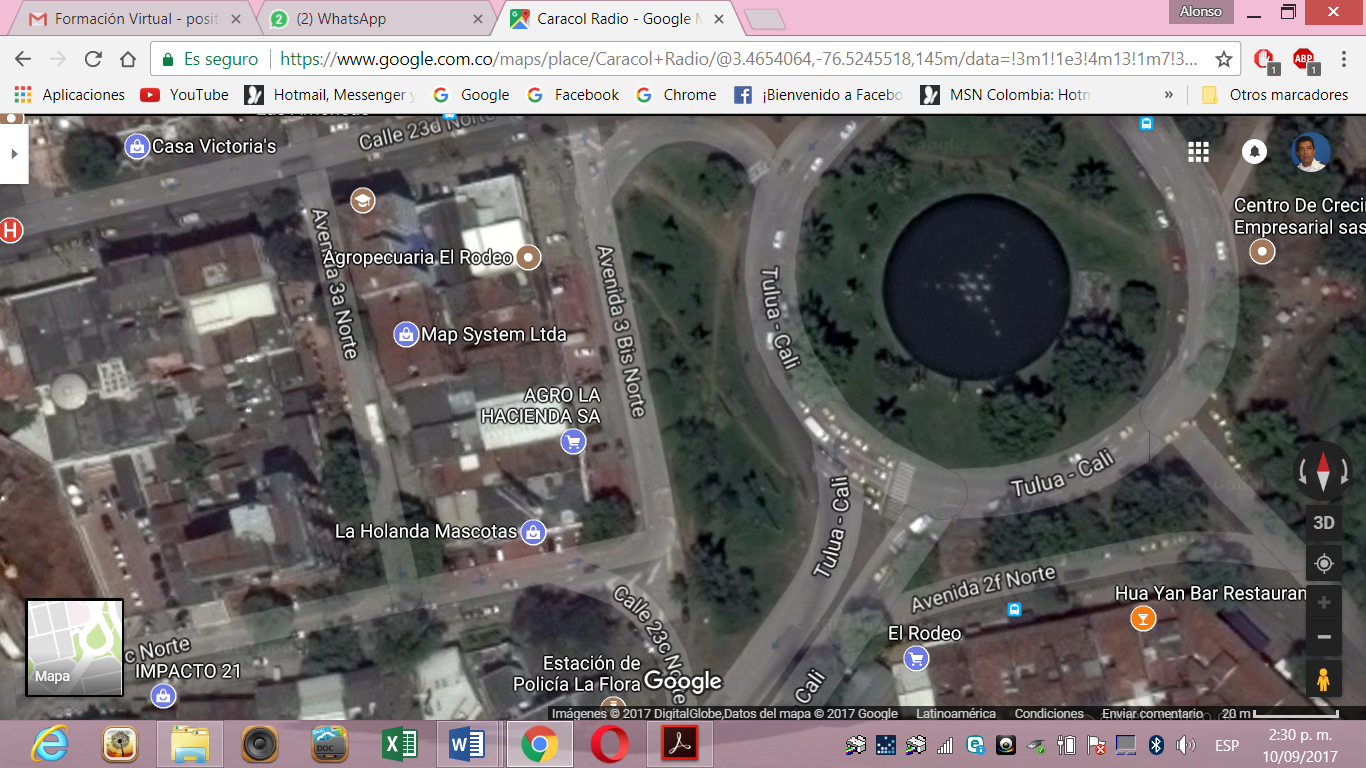 Formación Virtual - posit
(2) WhatsApp
Caracol Radio - Google M
Alonso
Es seguro
https://www.google.com.co/maps/place/Caracol+Radio/@3.4654064,-76.5245518,145m/data=!3m1!1e3!4m13!1m7!3...
1
ABP
1
Aplicaciones
YouTube
Hotmail, Messenger y
Google
Facebook
Chrome
¡Bienvenido a Facebo
MSN Colombia: Hotm
»
Otros marcadores
Calle 23d Norte
Casa Victoria's
H
Centro De Creci
Empresarial sas
Avenida 3a Norte
Agropecuaria El Rodeo
Avenida 3 Bis Norte
Tulua - Cali
Map System Ltda
AGRO LA
HACIENDA SA
Tulua - Cali
Tulua - Cali
3D
La Holanda Mascotas
Calle 23c Norte
Avenida 2f Norte
Hua Yan Bar Restauran
El Rodeo
c Norte
IMPACTO 21
Mapa
Estación de
Policía La Flora
Google
Cali
Imágenes © 2017 DigitalGlobe,Datos del mapa © 2017 Google
Latinoamérica
Condiciones
Enviar comentario
20 m
DOC
ESP
2:30 p. m.
10/09/2017